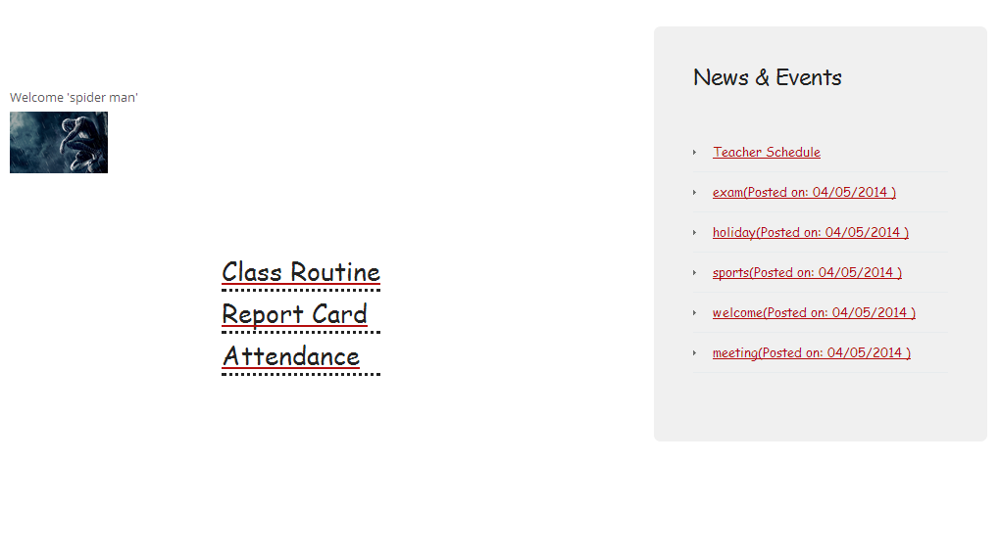 Welcome 'spider man'
Class Routine
Report Card
Attendance
News & Events
Teacher Schedule
exam(Posted on: 04/05/2014 )
holiday(Posted on: 04/05/2014 )
sports(Posted on: 04/05/2014 )
welcome(Posted on: 04/05/2014 )
meeting(Posted on: 04/05/2014 )